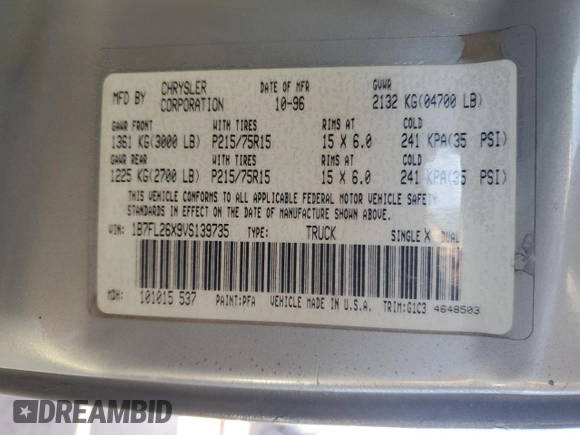 MFD BY CHRYSLER CORPORATION DATE OF MFR 10-96 GVWR 2132 KG(04700 LB)
GAWR FRONT WITH TIRES RIMS AT COLD
1361 KG(3000 LB) P215/75R15 15 X 6.0 241 KPA(35 PSI)
GAWR REAR WITH TIRES RIMS AT COLD
1225 KG(2700 LB) P215/75R15 15 X 6.0 241 KPA(35 PSI)
THIS VEHICLE CONFORMS TO ALL APPLICABLE FEDERAL MOTOR VEHICLE SAFETY
STANDARDS IN EFFECT ON THE DATE OF MANUFACTURE SHOWN ABOVE.
VIN: 1B7FL26X9VS139735 TYPE: TRUCK SINGLE X DUAL
MDH: 101015 537 PAINT:PFA VEHICLE MADE IN U.S.A. TRIM:G1C3 4648503
DREAMBID